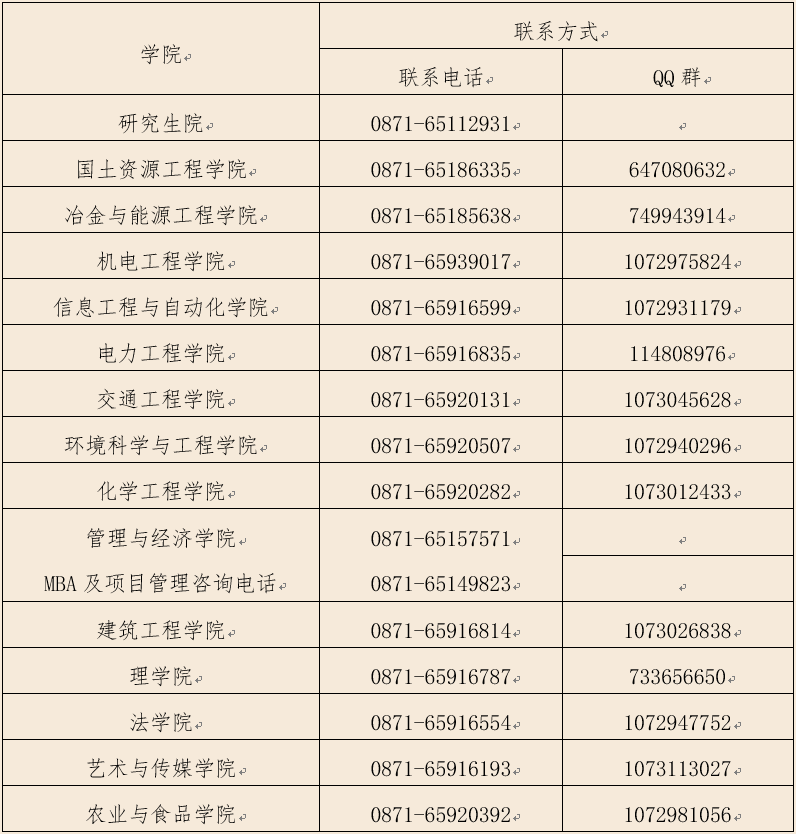 学院 联系方式
联系电话 QQ 群
研究生院 0871-65112931
国土资源工程学院 0871-65186335 647080632
冶金与能源工程学院 0871-65185638 749943914
机电工程学院 0871-65939017 1072975824
信息工程与自动化学院 0871-65916599 1072931179
电力工程学院 0871-65916835 114808976
交通工程学院 0871-65920131 1073045628
环境科学与工程学院 0871-65920507 1072940296
化学工程学院 0871-65920282 1073012433
管理与经济学院 0871-65157571
MBA 及项目管理咨询电话 0871-65149823
建筑工程学院 0871-65916814 1073026838
理学院 0871-65916787 733656650
法学院 0871-65916554 1072947752
艺术与传媒学院 0871-65916193 1073113027
农业与食品学院 0871-65920392 1072981056